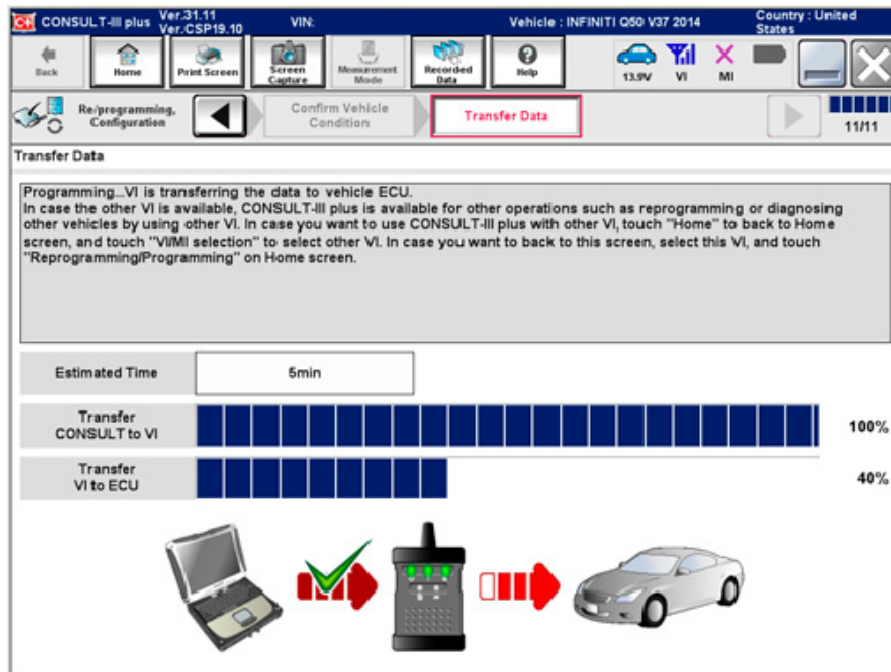 CONSULT-III plus Ver.31.11 VIN: Vehicle : INFINITI Q50 V37 2014 Country : United
Ver.CSP19.10 States
Back Home Print Screen Screen Capture Measurement Mode Recorded Data Help 13.9V VI MI
Re/programming, Configuration
Confirm Vehicle Condition
Transfer Data
11/11
Transfer Data
Programming...VI is transferring the data to vehicle ECU.
In case the other VI is available, CONSULT-III plus is available for other operations such as reprogramming or diagnosing
other vehicles by using other VI. In case you want to use CONSULT-III plus with other VI, touch "Home" to back to Home
screen, and touch "VI/MI selection" to select other VI. In case you want to back to this screen, select this VI, and touch
"Reprogramming/Programming" on Home screen.
Estimated Time 5min
Transfer
CONSULT to VI 100%
Transfer
VI to ECU 40%